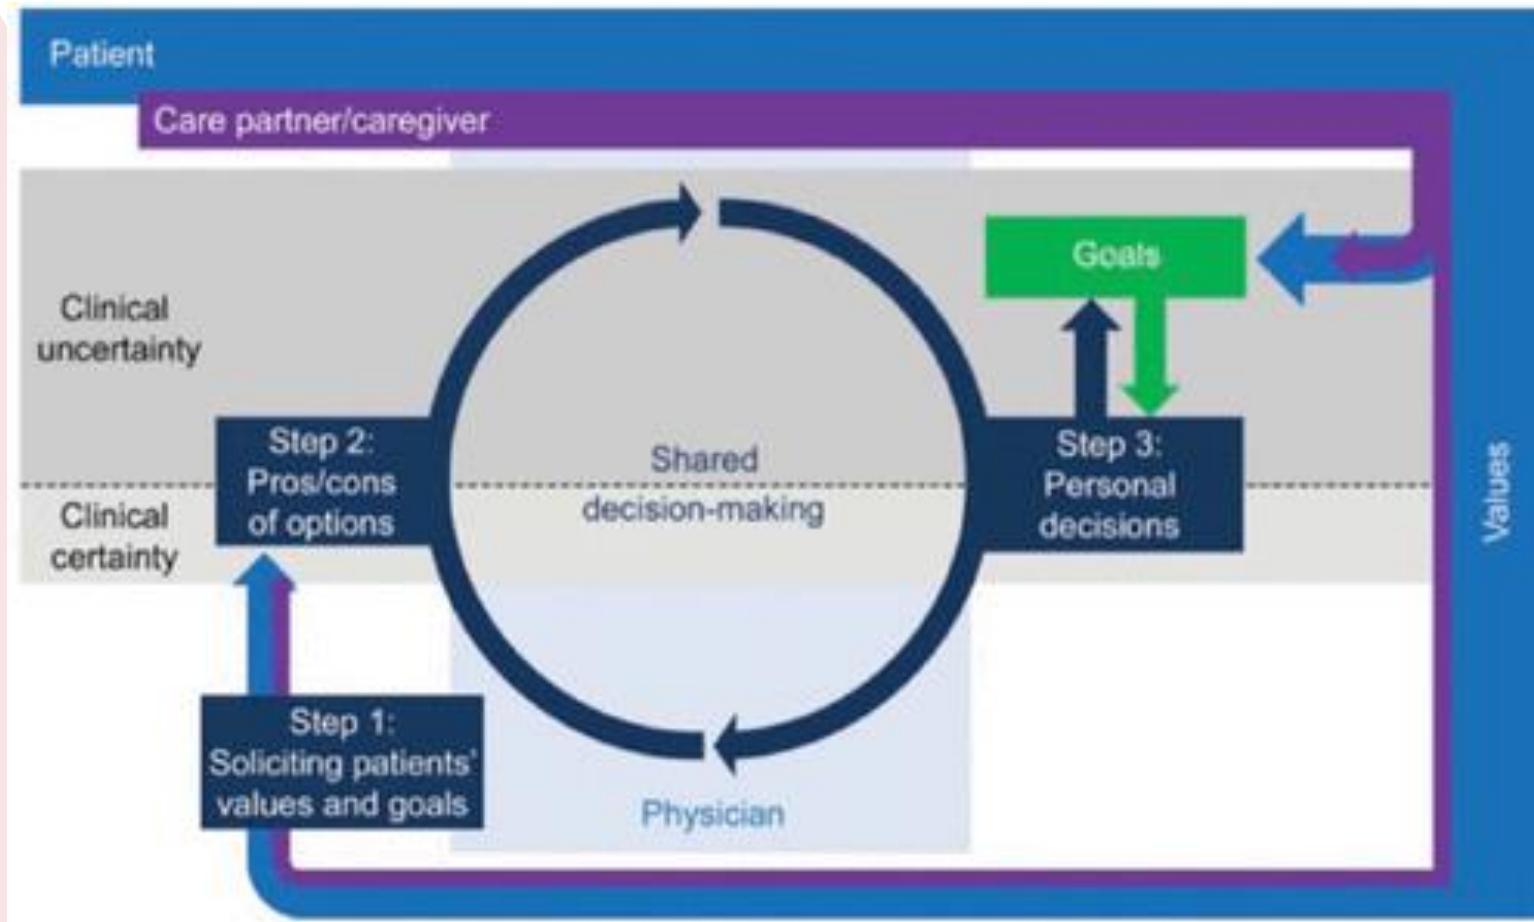 Patient
Care partner/caregiver
Goals
Clinical
uncertainty
Step 2:
Pros/cons
of options
Shared
decision-making
Step 3:
Personal
decisions
Values
Clinical
certainty
Step 1:
Soliciting patients'
values and goals
Physician